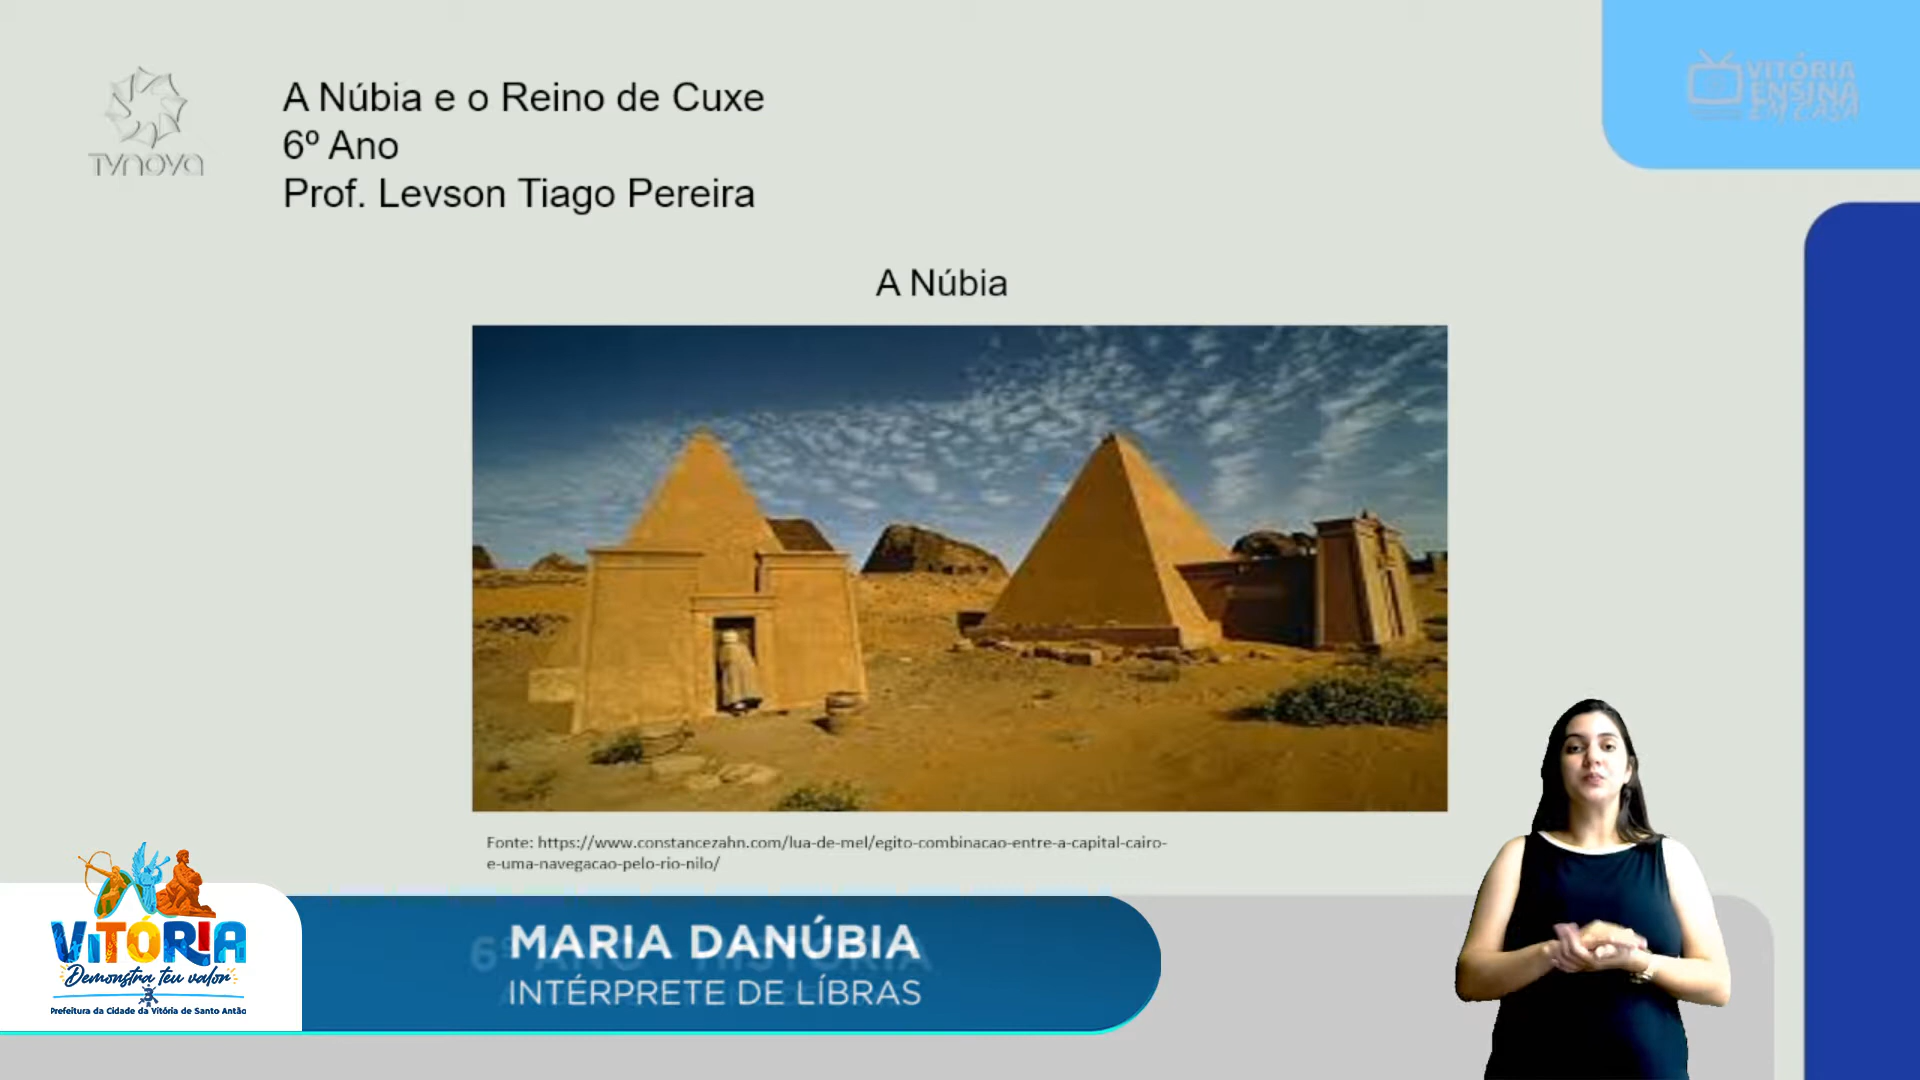 A Núbia e o Reino de Cuxe
6º Ano
Prof. Levson Tiago Pereira
TVNOVA
VITÓRIA
ENSINA
EM CASA
A Núbia
Fonte: https://www.constancezahn.com/lua-de-mel/egito-combinacao-entre-a-capital-cairo-
e-uma-navegacao-pelo-rio-nilo/
MARIA DANÚBIA
INTÉRPRETE DE LÍBRAS
VITÓRIA
Demonstra teu valor
Prefeitura da Cidade da Vitória de Santo Antão